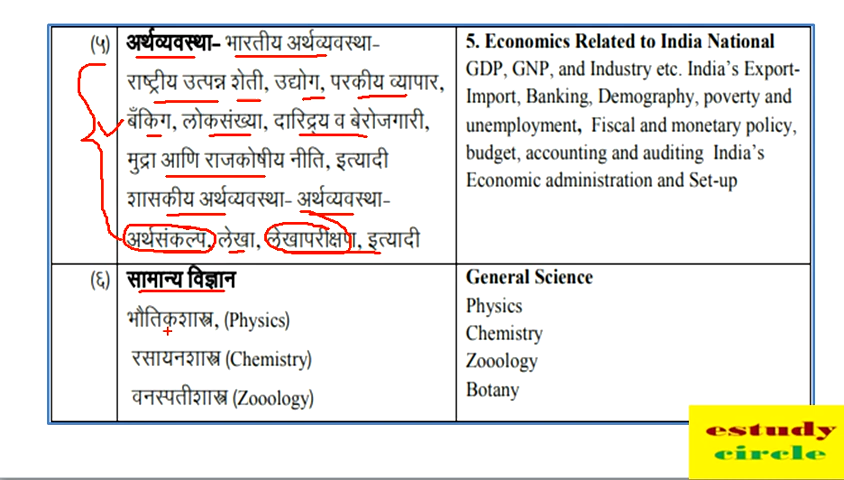 (५) अर्थव्यवस्था- भारतीय अर्थव्यवस्था-
राष्ट्रीय उत्पन्न शेती, उद्योग, परकीय व्यापार,
बँकिग, लोकसंख्या, दारिद्र्य व बेरोजगारी,
मुद्रा आणि राजकोषीय नीति, इत्यादी
शासकीय अर्थव्यवस्था- अर्थव्यवस्था-
अर्थसंकल्प, लेखा, लेखापरीक्षण, इत्यादी
5. Economics Related to India National
GDP, GNP, and Industry etc. India's Export-
Import, Banking, Demography, poverty and
unemployment, Fiscal and monetary policy,
budget, accounting and auditing India's
Economic administration and Set-up
(६) सामान्य विज्ञान
भौतिकशास्त्र, (Physics)
रसायनशास्त्र (Chemistry)
वनस्पतीशास्त्र (Zooology)
General Science
Physics
Chemistry
Zooology
Botany
estudy
circle